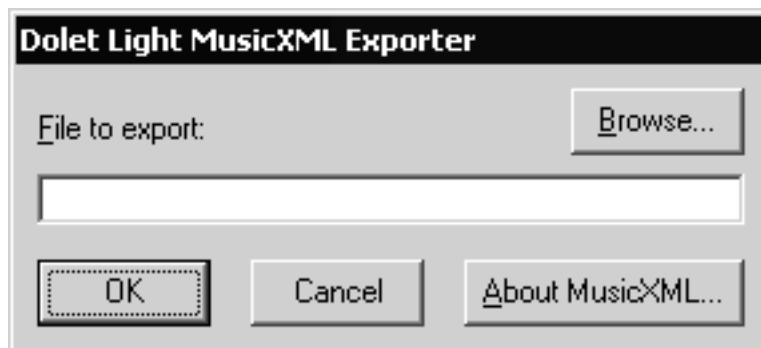 Dolet Light MusicXML Exporter
File to export:
Browse...
OK
Cancel
About MusicXML...